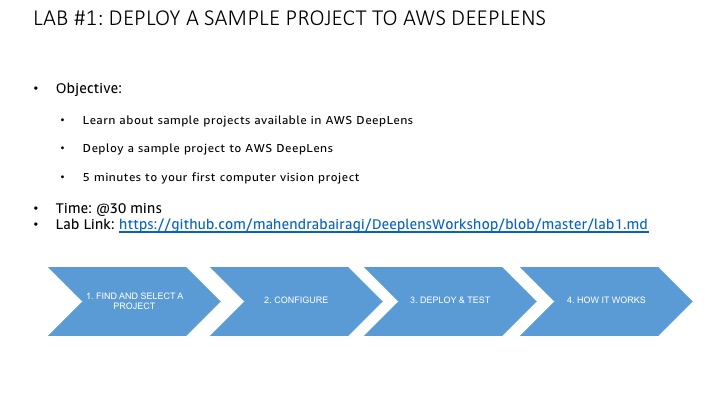 LAB #1: DEPLOY A SAMPLE PROJECT TO AWS DEEPLENS
• Objective:
• Learn about sample projects available in AWS DeepLens
• Deploy a sample project to AWS DeepLens
• 5 minutes to your first computer vision project
• Time: @30 mins
• Lab Link: https://github.com/mahendrabairagi/DeeplensWorkshop/blob/master/lab1.md
1. FIND AND SELECT A
PROJECT
2. CONFIGURE
3. DEPLOY & TEST
4. HOW IT WORKS